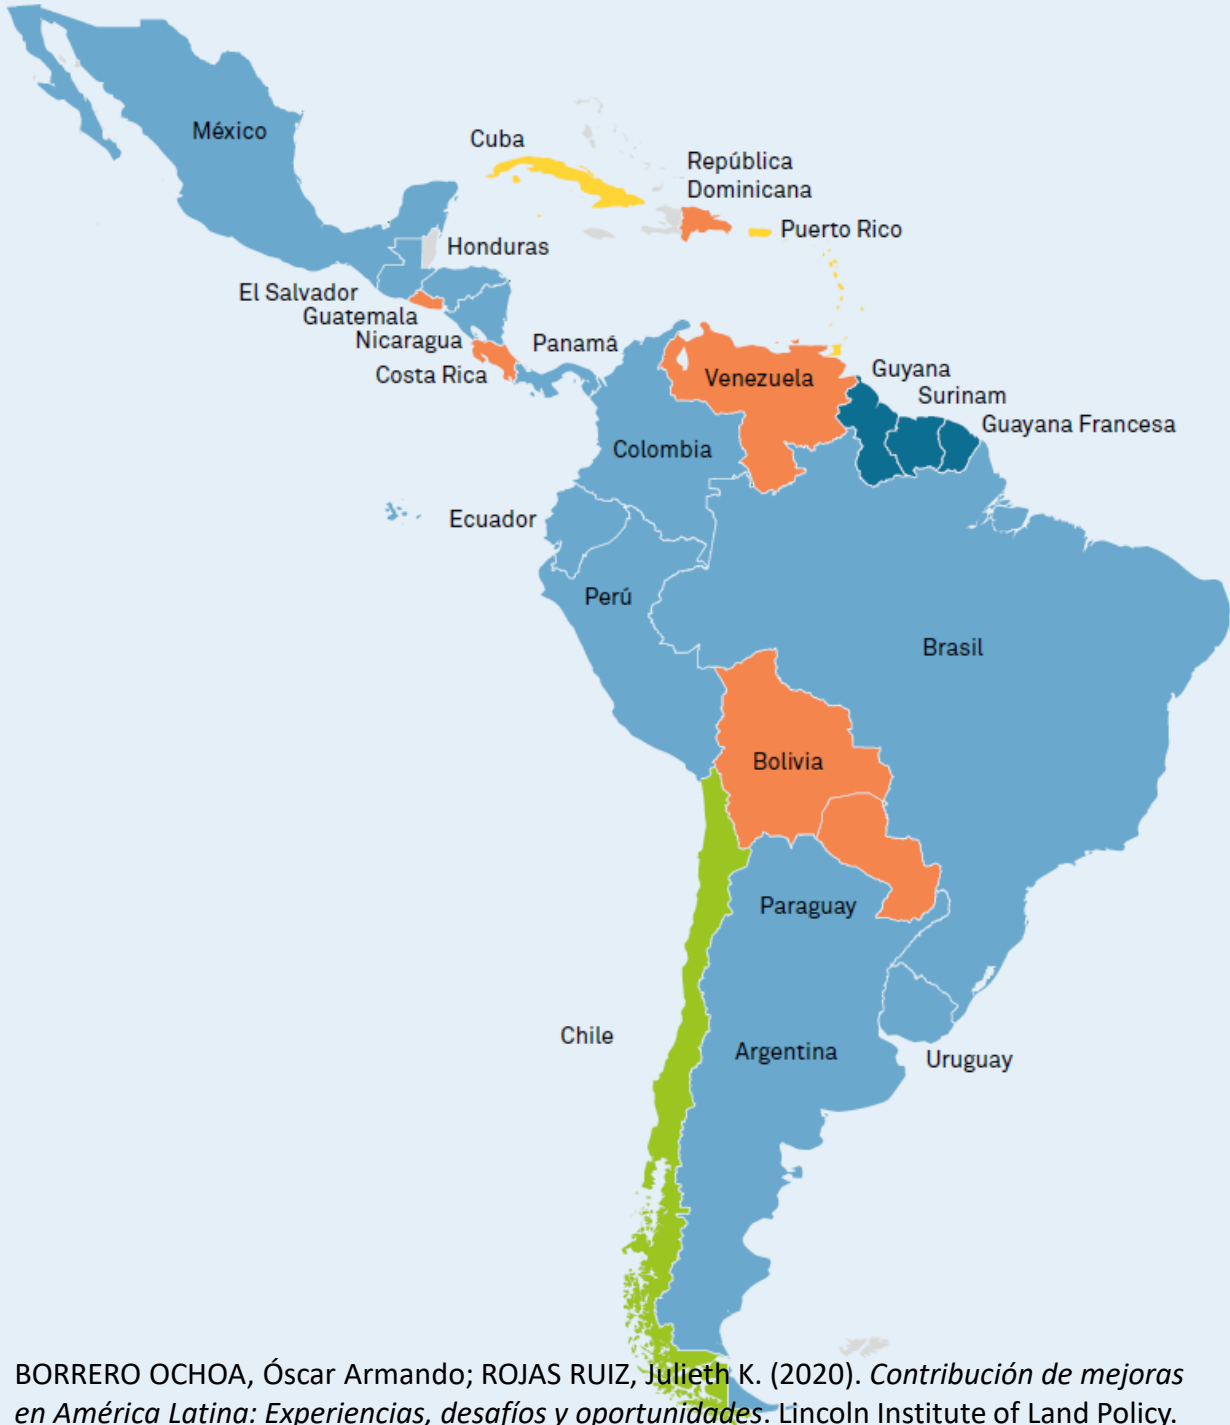 México
Cuba
República
Dominicana
Puerto Rico
Honduras
El Salvador
Guatemala
Nicaragua
Costa Rica
Panamá
Venezuela
Guyana
Surinam
Guayana Francesa
Colombia
Ecuador
Perú
Brasil
Bolivia
Paraguay
Chile
Argentina
Uruguay
BORRERO OCHOA, Óscar Armando; ROJAS RUIZ, Julieth K. (2020). Contribución de mejoras
en América Latina: Experiencias, desafíos y oportunidades. Lincoln Institute of Land Policy.